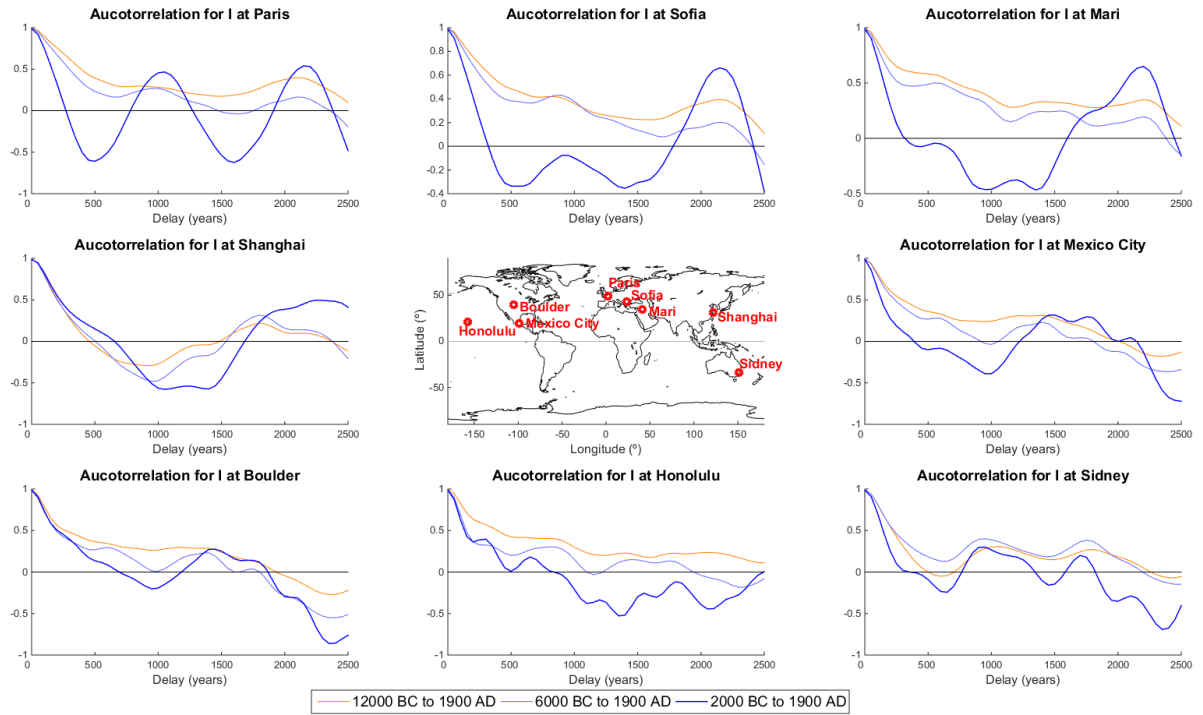 Aucotorrelation for I at Paris
1
0.5
0
-0.5
-1
0 500 1000 1500 2000 2500
Delay (years)
Aucotorrelation for I at Sofia
1
0.8
0.6
0.4
0.2
0
-0.2
-0.4
0 500 1000 1500 2000 2500
Delay (years)
Aucotorrelation for I at Mari
1
0.5
0
-0.5
0 500 1000 1500 2000 2500
Delay (years)
Aucotorrelation for I at Shanghai
1
0.5
0
-0.5
-1
0 500 1000 1500 2000 2500
Delay (years)
Latitude (º)
50
0
-50
Paris
Sofia
Boulder
Mari
Honolulu
Mexico City
Shanghai
Sidney
-150 -100 -50 0 50 100 150
Longitude (º)
Aucotorrelation for I at Mexico City
1
0.5
0
-0.5
-1
0 500 1000 1500 2000 2500
Delay (years)
Aucotorrelation for I at Boulder
1
0.5
0
-0.5
-1
0 500 1000 1500 2000 2500
Delay (years)
Aucotorrelation for I at Honolulu
1
0.5
0
-0.5
-1
0 500 1000 1500 2000 2500
Delay (years)
Aucotorrelation for I at Sidney
1
0.5
0
-0.5
-1
0 500 1000 1500 2000 2500
Delay (years)
12000 BC to 1900 AD 6000 BC to 1900 AD 2000 BC to 1900 AD